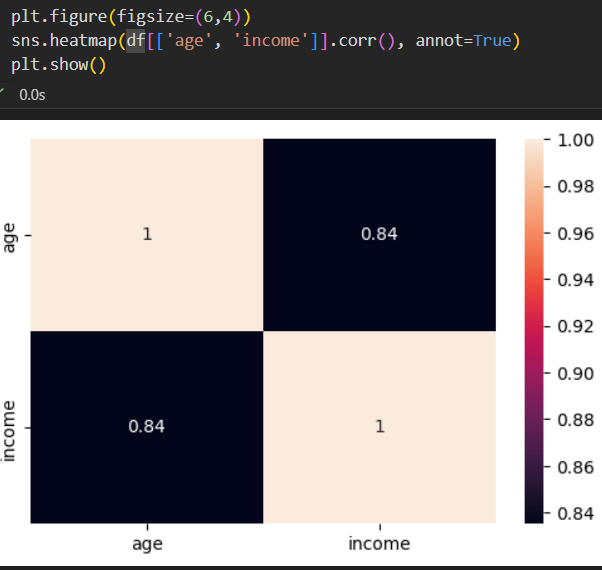 plt.figure(figsize=(6,4))
sns.heatmap(df[['age', 'income']].corr(), annot=True)
plt.show()
0.0s
age
1
0.84
income
0.84
1
age
income
1.00
0.98
0.96
0.94
0.92
0.90
0.88
0.86
0.84